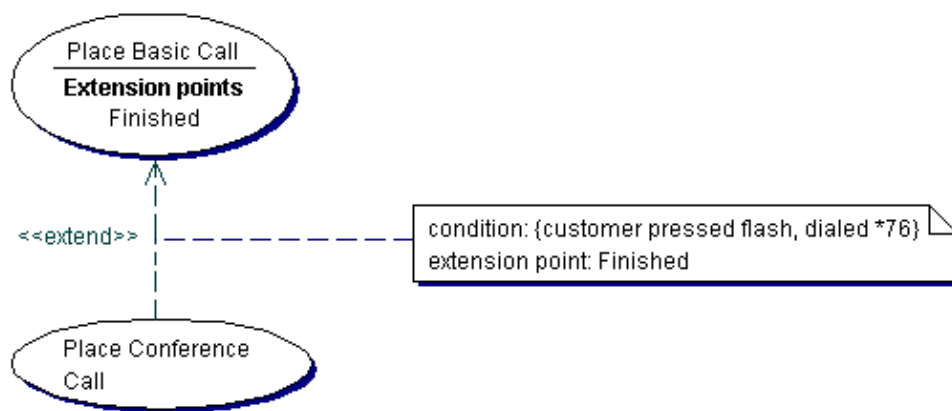 Place Basic Call
Extension points
Finished
<<extend>>
condition: {customer pressed flash, dialed *76}
extension point: Finished
Place Conference
Call